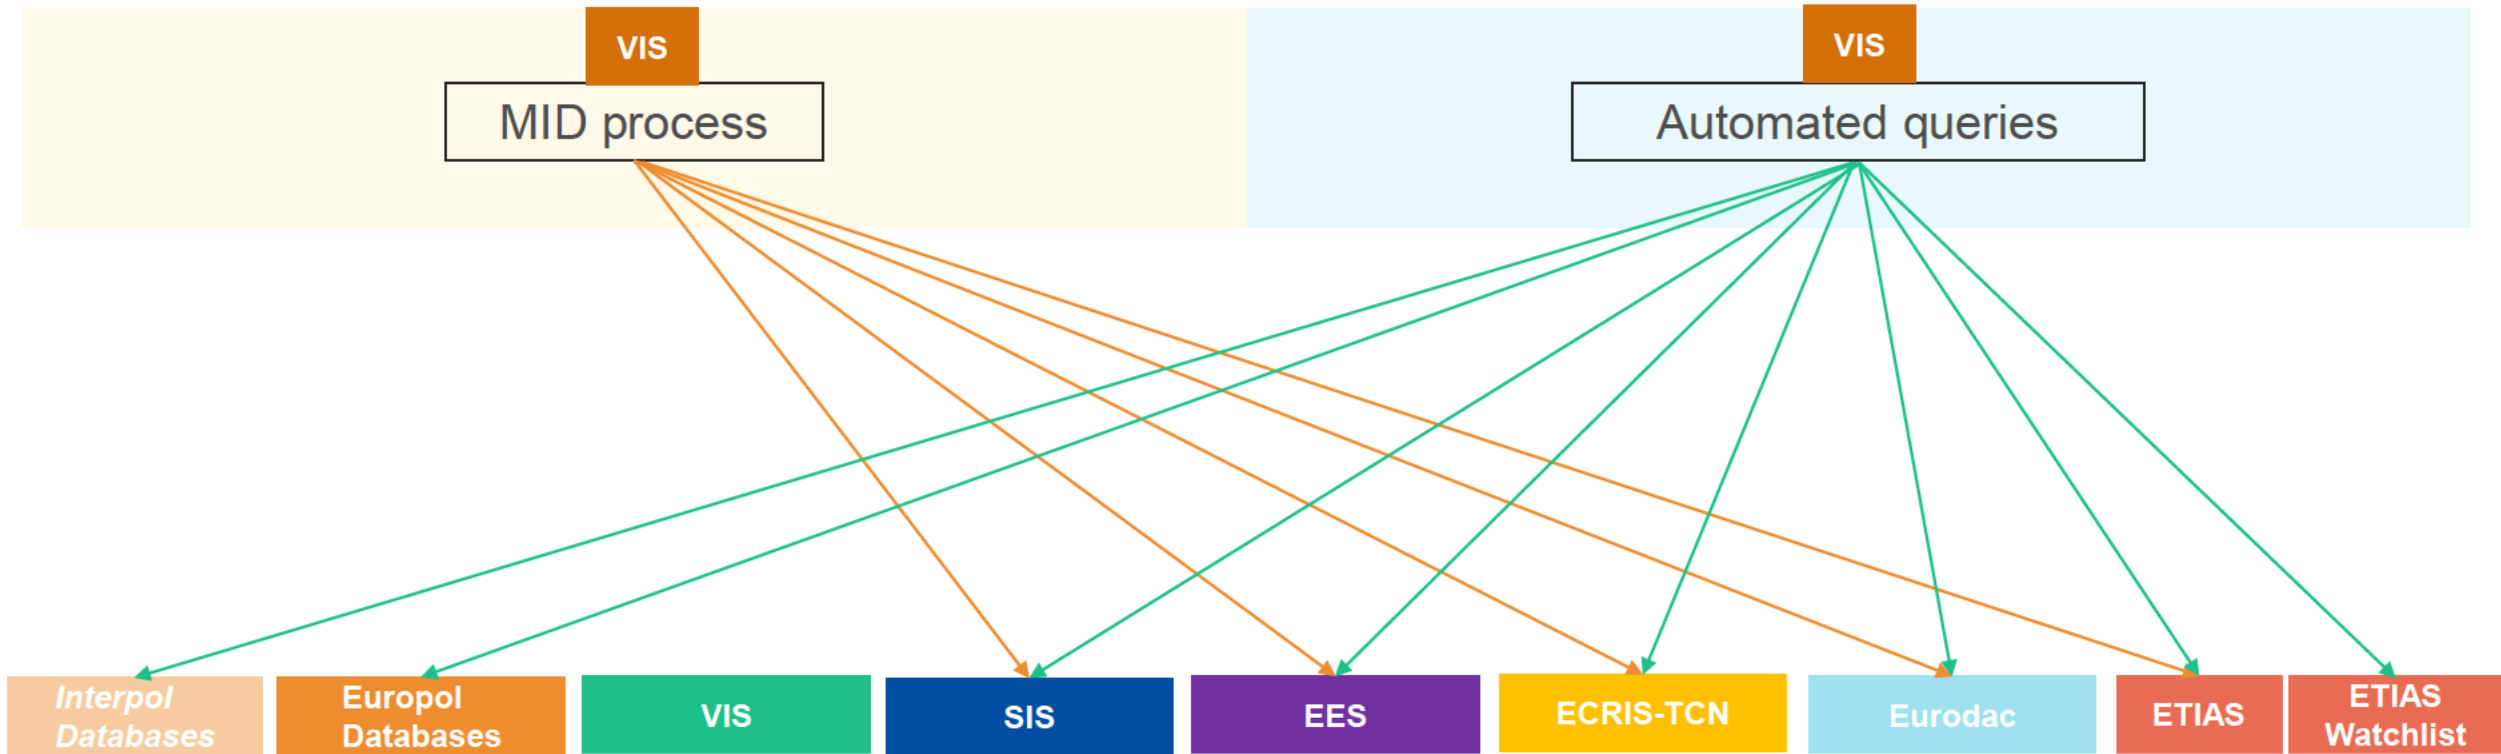 VIS
MID process
VIS
Automated queries
Interpol
Databases
Europol
Databases
VIS
SIS
EES
ECRIS-TCN
Eurodac
ETIAS
ETIAS
Watchlist